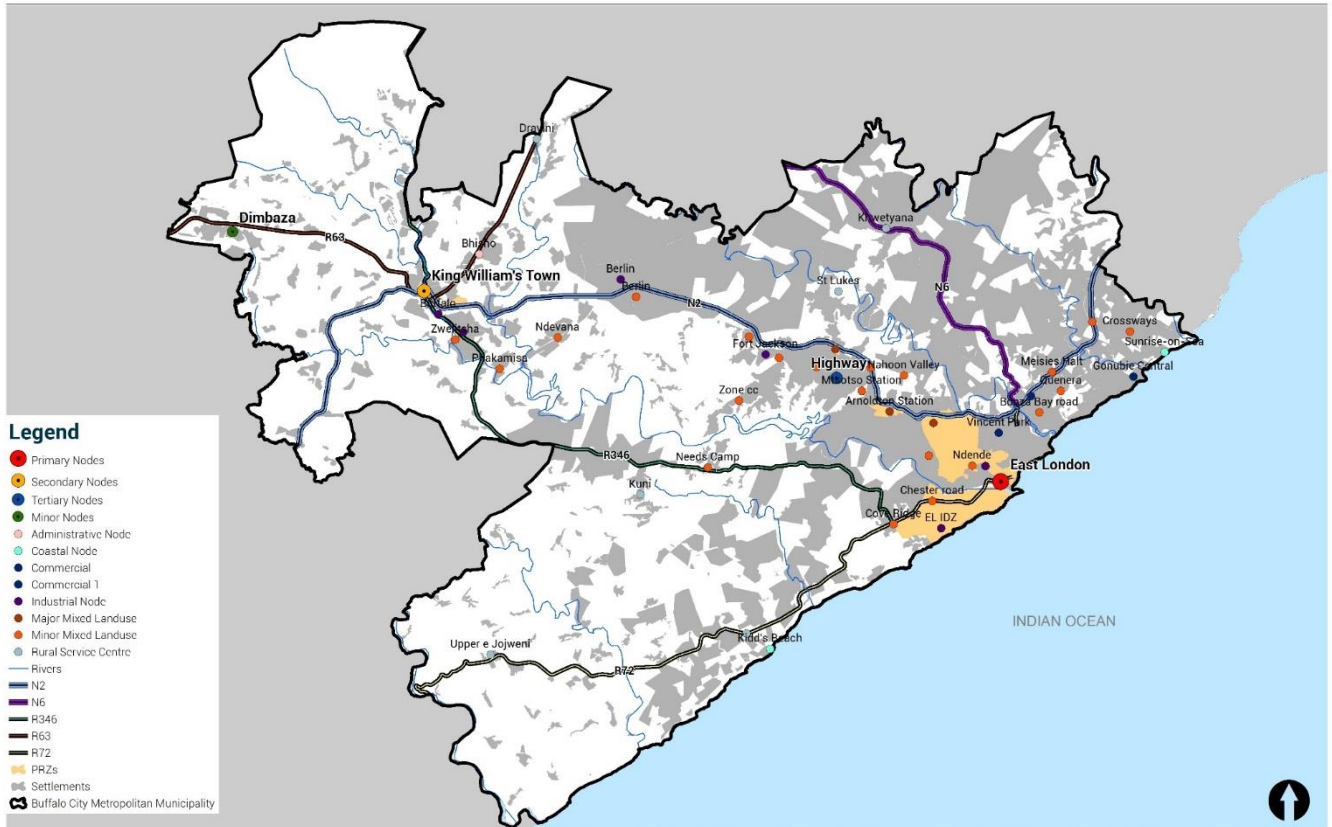 Drayini
Dimbaza
R63
Bhisho
King William's Town
Zwelitsha
Phakamisa
Ndevana
Berlin
Berlin
N2
St Lukes
Khwetyana
N6
Fort Jackson
Highway
Nahoon Valley
Mtsotso Station
Zone cc
Arnoldton Station
Crossways
Sunrise-on-Sea
Meisies Halt
Gonubie Central
Quenera
Bonza Bay road
Vincent Park
Ndende
East London
R346
Needs Camp
Kuni
Chester road
Cove Ridge
EL IDZ
INDIAN OCEAN
Upper e Jojweni
Kidd's Beach
R72
Legend
Primary Nodes
Secondary Nodes
Tertiary Nodes
Minor Nodes
Administrative Node
Coastal Node
Commercial
Commercial 1
Industrial Node
Major Mixed Landuse
Minor Mixed Landuse
Rural Service Centre
Rivers
N2
N6
R346
R63
R72
PRZs
Settlements
Buffalo City Metropolitan Municipality